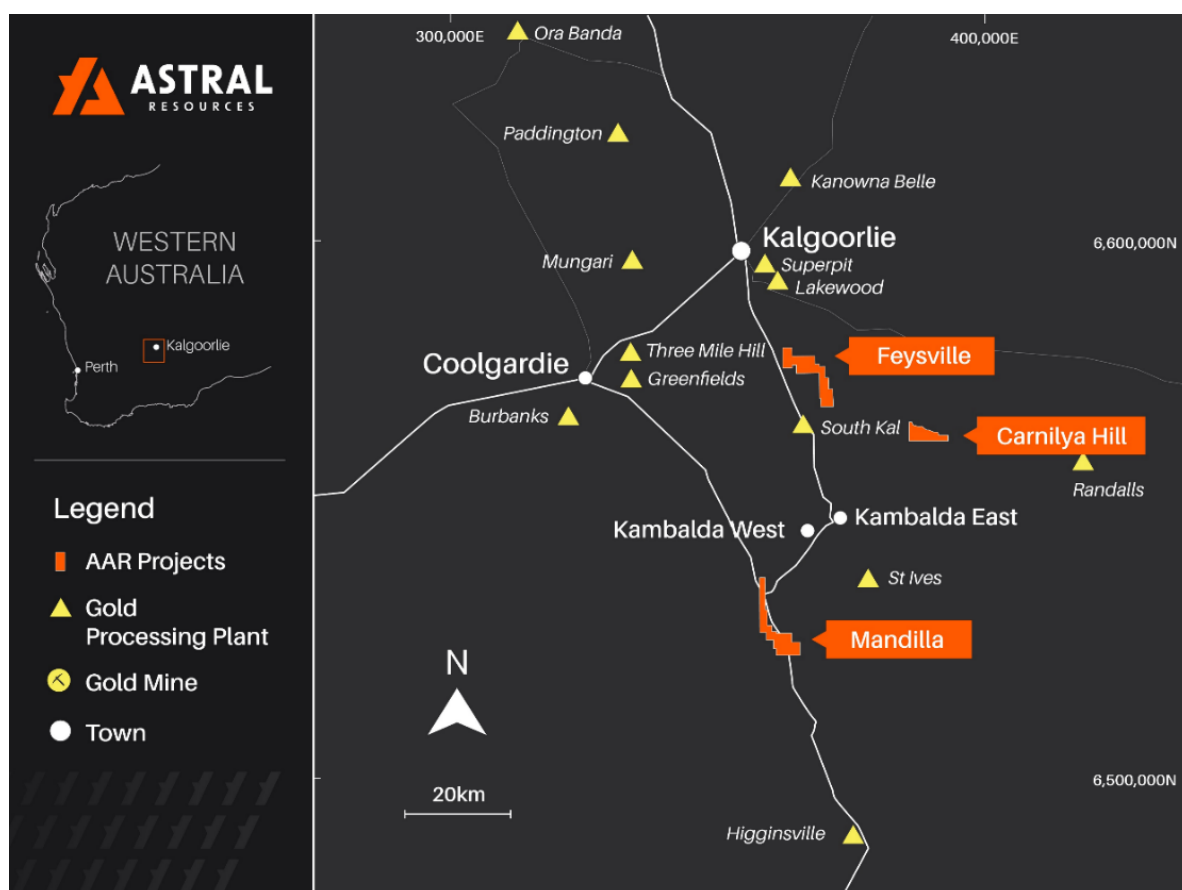 ASTRAL
RESOURCES
WESTERN
AUSTRALIA
Kalgoorlie
Perth
Legend
AAR Projects
Gold
Processing Plant
Gold Mine
Town
300,000E
400,000E
Ora Banda
Paddington
Kanowna Belle
Kalgoorlie
6,600,000N
Mungari
Superpit
Lakewood
Three Mile Hill
Feysville
Coolgardie
Greenfields
Burbanks
South Kal
Carnilya Hill
Randalls
Kambalda East
Kambalda West
St Ives
Mandilla
N
20km
6,500,000N
Higginsville